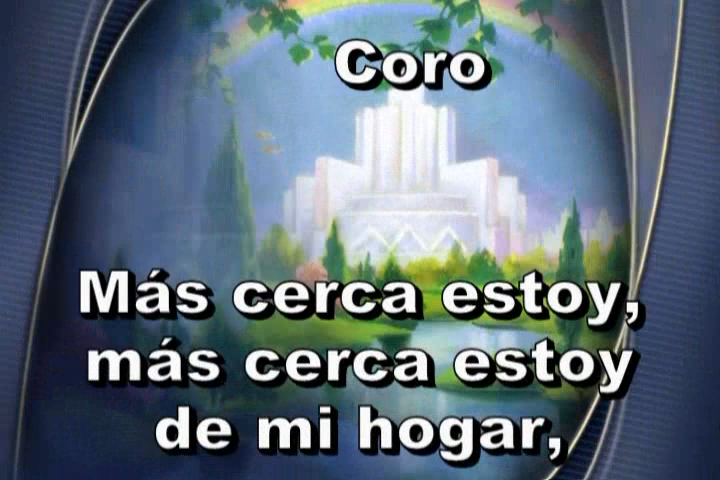 Coro
Más cerca estoy,
más cerca estoy
de mi hogar,